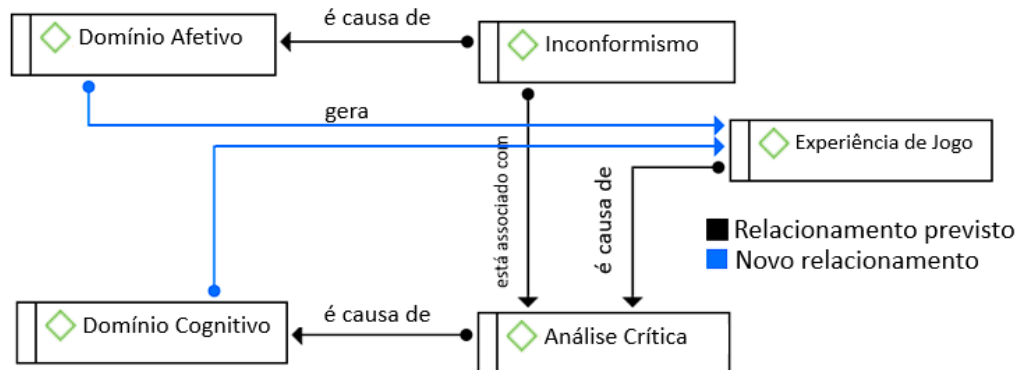 é causa de
Domínio Afetivo
Inconformismo
gera
Experiência de Jogo
está associado com
é causa de
Relacionamento previsto
Novo relacionamento
Domínio Cognitivo
é causa de
Análise Crítica